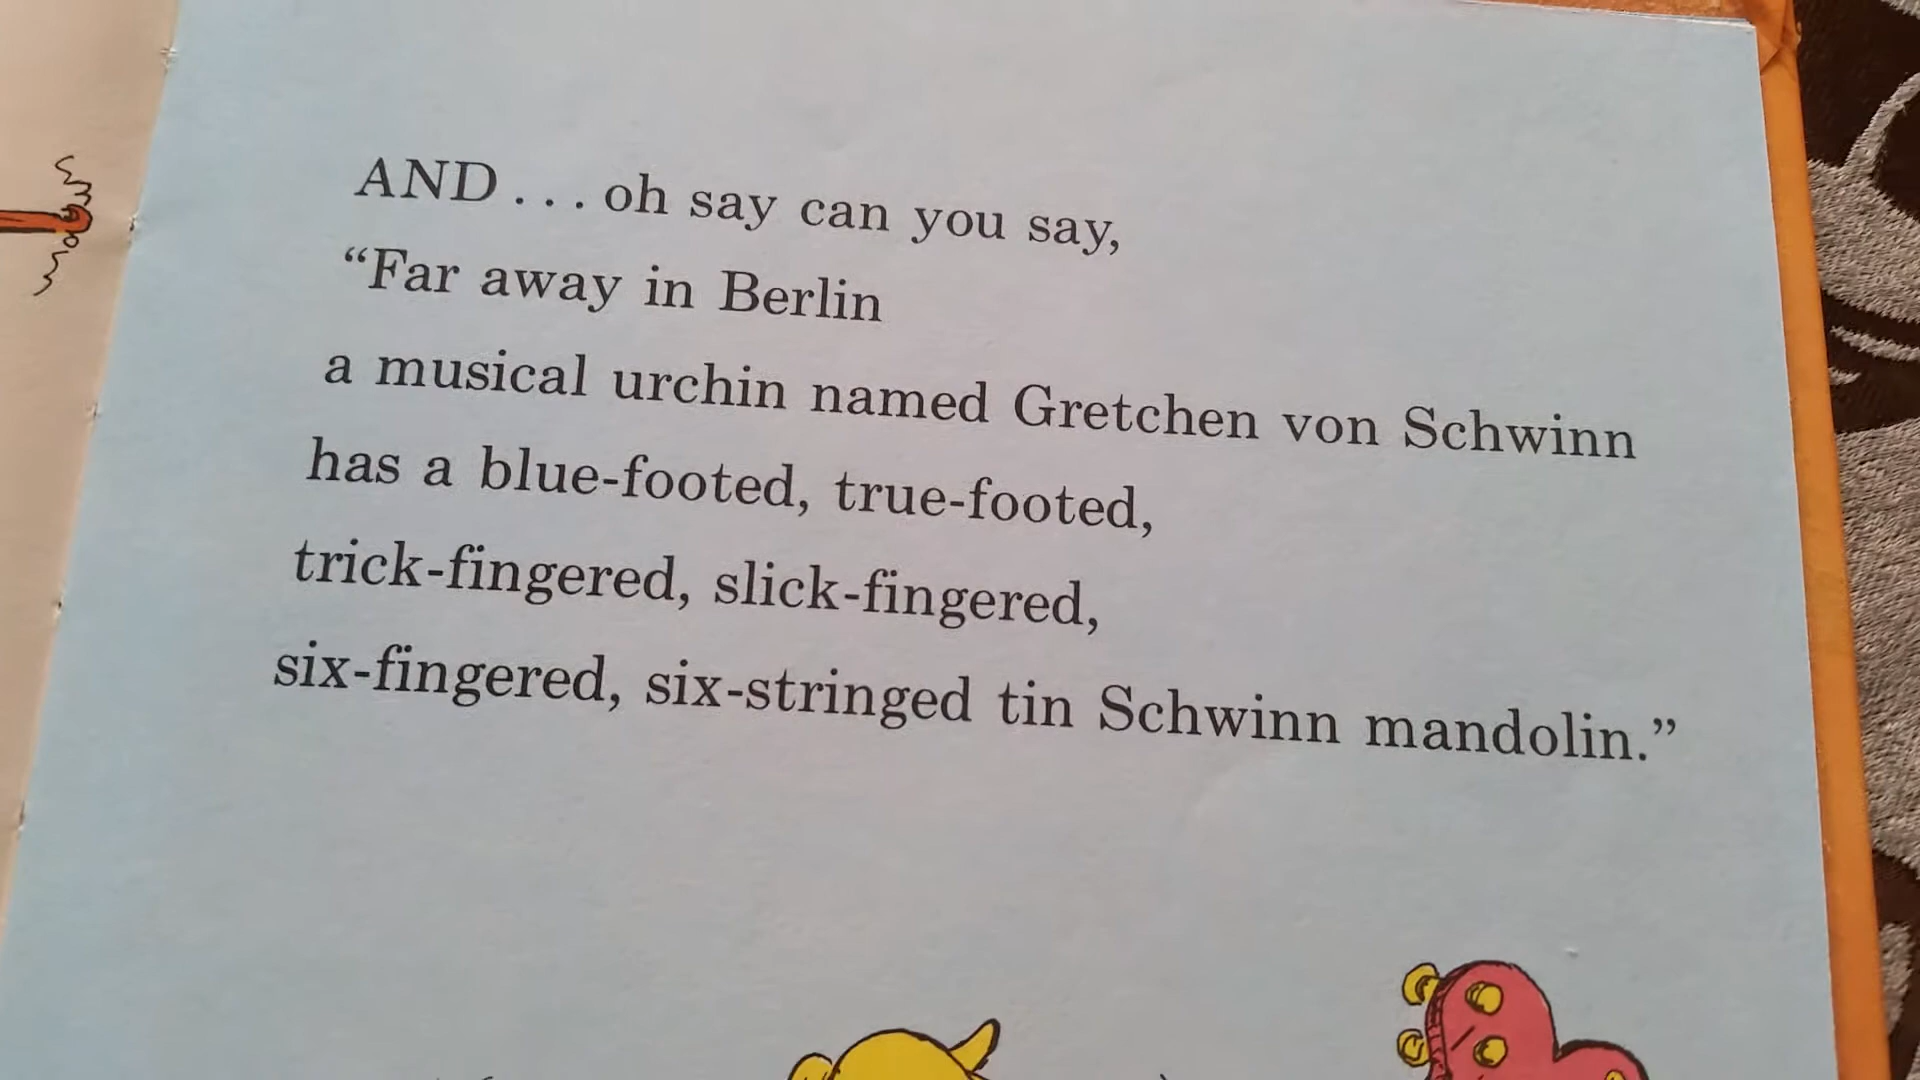 AND . . . oh say can you say,
“Far away in Berlin
a musical urchin named Gretchen von Schwinn
has a blue-footed, true-footed,
trick-fingered, slick-fingered,
six-fingered, six-stringed tin Schwinn mandolin.”